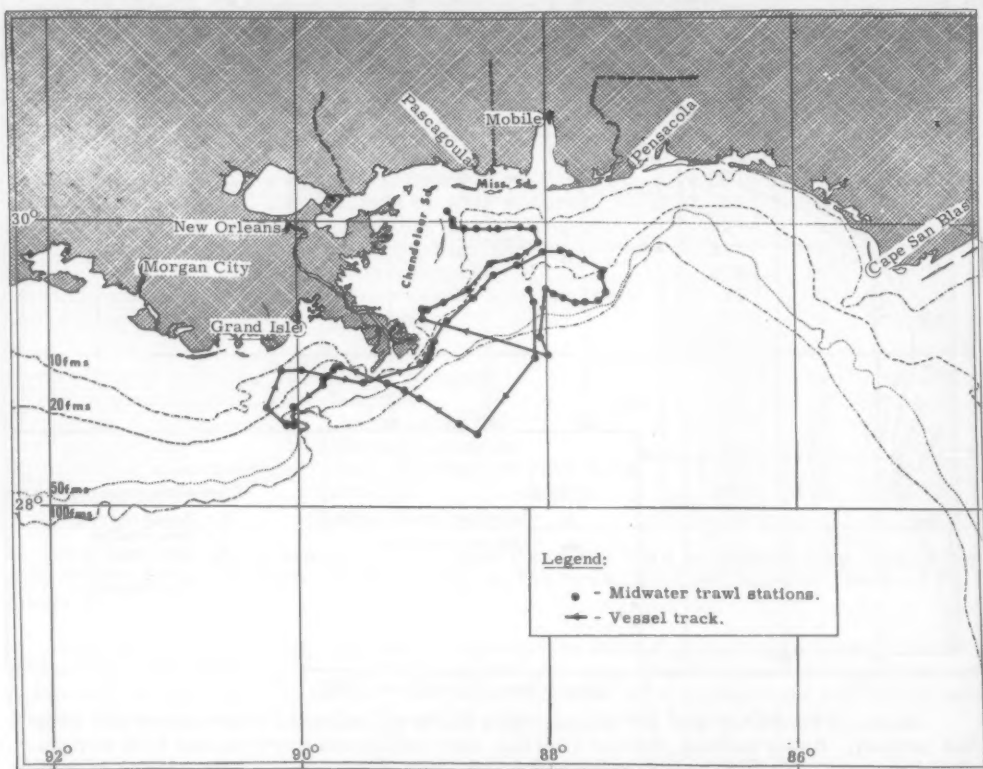 Pascagoula
Mobile
Pensacola
Miss. Sd.
Chandeleur Sd.
30°
New Orleans
Cape San Blas
Morgan City
Grand Isle
10fms
20fms
50fms
28°
100fms
Legend:
- Midwater trawl stations.
- Vessel track.
92°
90°
88°
86°